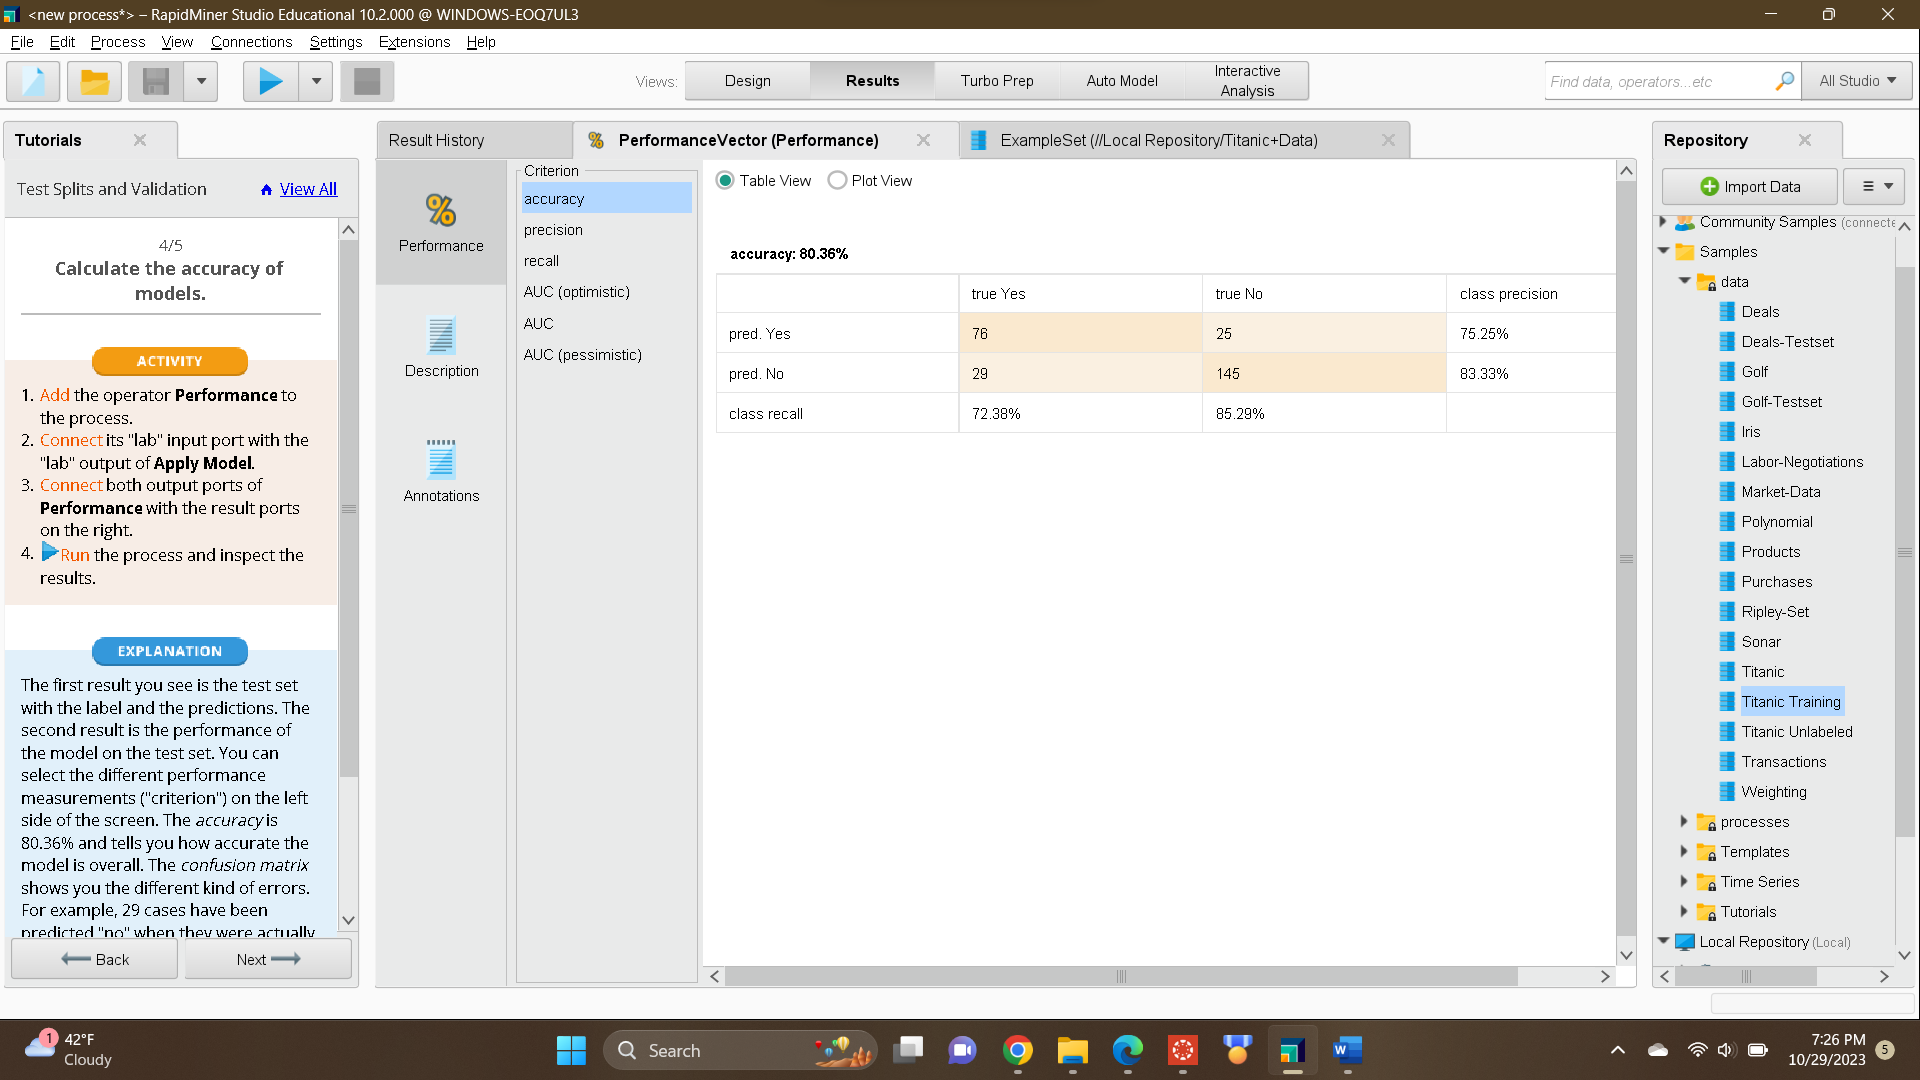 <new process*> – RapidMiner Studio Educational 10.2.000 @ WINDOWS-EOQ7UL3
File Edit Process View Connections Settings Extensions Help
Views: Design Results Turbo Prep Auto Model Interactive Analysis
Find data, operators...etc All Studio
Tutorials
Test Splits and Validation View All
4/5
Calculate the accuracy of
models.
ACTIVITY
1. Add the operator Performance to
the process.
2. Connect its "lab" input port with the
"lab" output of Apply Model.
3. Connect both output ports of
Performance with the result ports
on the right.
4. Run the process and inspect the
results.
EXPLANATION
The first result you see is the test set
with the label and the predictions. The
second result is the performance of
the model on the test set. You can
select the different performance
measurements ("criterion") on the left
side of the screen. The accuracy is
80.36% and tells you how accurate the
model is overall. The confusion matrix
shows you the different kind of errors.
For example, 29 cases have been
predicted "no" when they were actually
Back Next
Result History PerformanceVector (Performance) ExampleSet (//Local Repository/Titanic+Data)
Performance
Description
Annotations
Criterion
accuracy
precision
recall
AUC (optimistic)
AUC
AUC (pessimistic)
Table View Plot View
accuracy: 80.36%
true Yes true No class precision
pred. Yes 76 25 75.25%
pred. No 29 145 83.33%
class recall 72.38% 85.29%
Repository
Import Data
Community Samples (connecte
Samples
data
Deals
Deals-Testset
Golf
Golf-Testset
Iris
Labor-Negotiations
Market-Data
Polynomial
Products
Purchases
Ripley-Set
Sonar
Titanic
Titanic Training
Titanic Unlabeled
Transactions
Weighting
processes
Templates
Time Series
Tutorials
Local Repository (Local)
1
42°F
Cloudy
Search
W
7:26 PM
10/29/2023
5